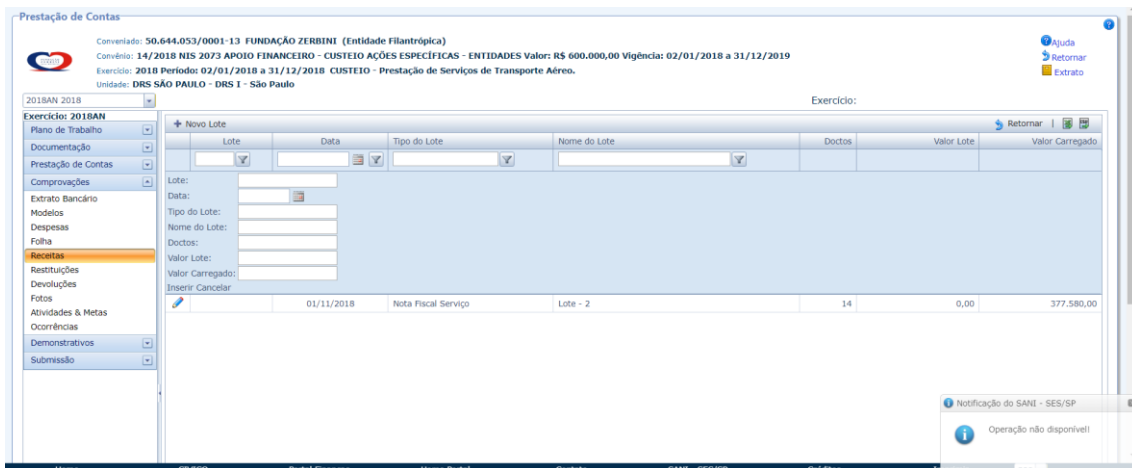 Prestação de Contas
Conveniado: 50.644.053/0001-13 FUNDAÇÃO ZERBINI (Entidade Filantrópica)
Convênio: 14/2018 NIS 2073 APOIO FINANCEIRO - CUSTEIO AÇÕES ESPECÍFICAS - ENTIDADES Valor: R$ 600.000,00 Vigência: 02/01/2018 a 31/12/2019
Exercício: 2018 Período: 02/01/2018 a 31/12/2018 CUSTEIO - Prestação de Serviços de Transporte Aéreo.
Unidade: DRS SÃO PAULO - DRS I - São Paulo
Ajuda
Retornar
Extrato
2018AN 2018
Exercício:
Exercício: 2018AN
Plano de Trabalho
Documentação
Prestação de Contas
Comprovações
Extrato Bancário
Modelos
Despesas
Folha
Receitas
Restituições
Devoluções
Fotos
Atividades & Metas
Ocorrências
Demonstrativos
Submissão
+ Novo Lote
Retornar |
Lote Data Tipo do Lote Nome do Lote Doctos Valor Lote Valor Carregado
Lote:
Data:
Tipo do Lote:
Nome do Lote:
Doctos:
Valor Lote:
Valor Carregado:
Inserir Cancelar
01/11/2018 Nota Fiscal Serviço Lote - 2 14 0,00 377.580,00
Notificação do SANI - SES/SP
Operação não disponível!